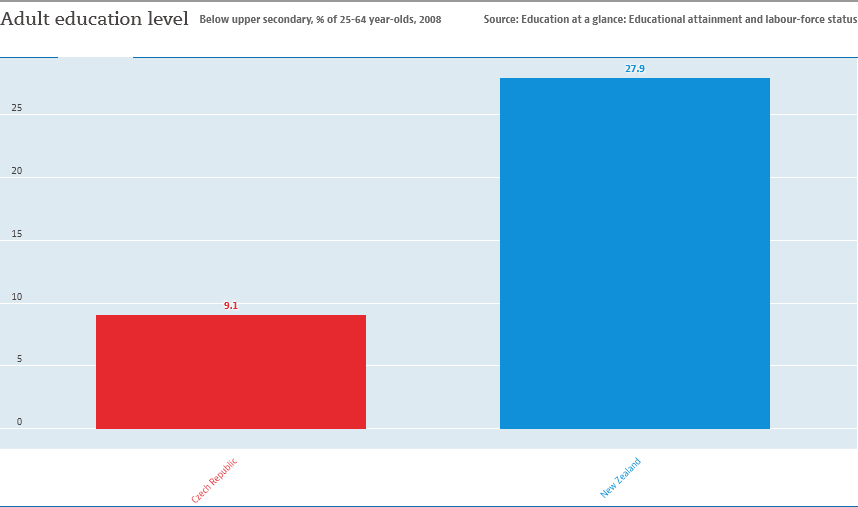 Adult education level Below upper secondary, % of 25-64 year-olds, 2008 Source: Education at a glance: Educational attainment and labour-force status
27.9
25
20
15
10
9.1
5
0
Czech Republic
New Zealand